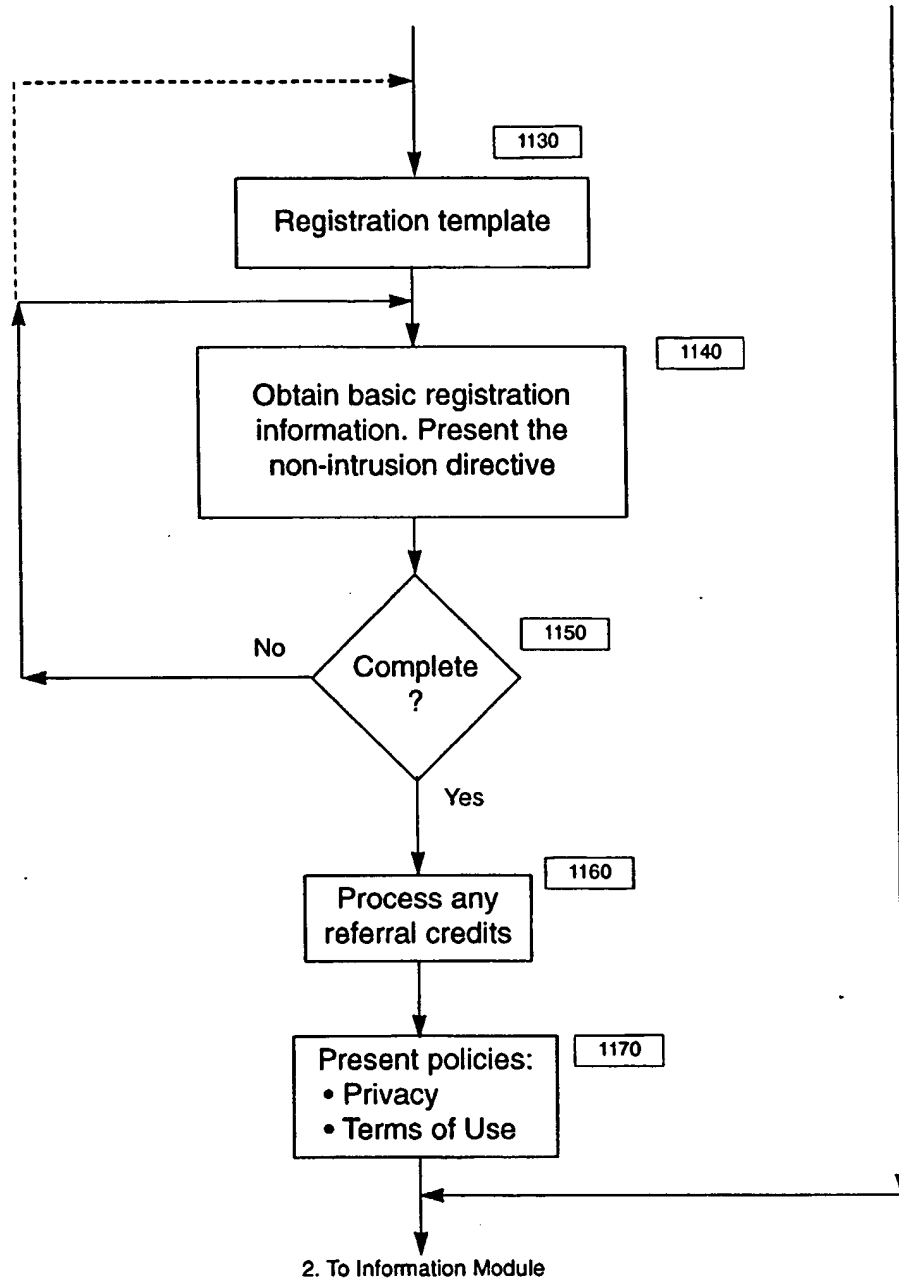 1130
Registration template
1140
Obtain basic registration
information. Present the
non-intrusion directive
1150
No
Complete
?
Yes
1160
Process any
referral credits
1170
Present policies:
• Privacy
• Terms of Use
2. To Information Module